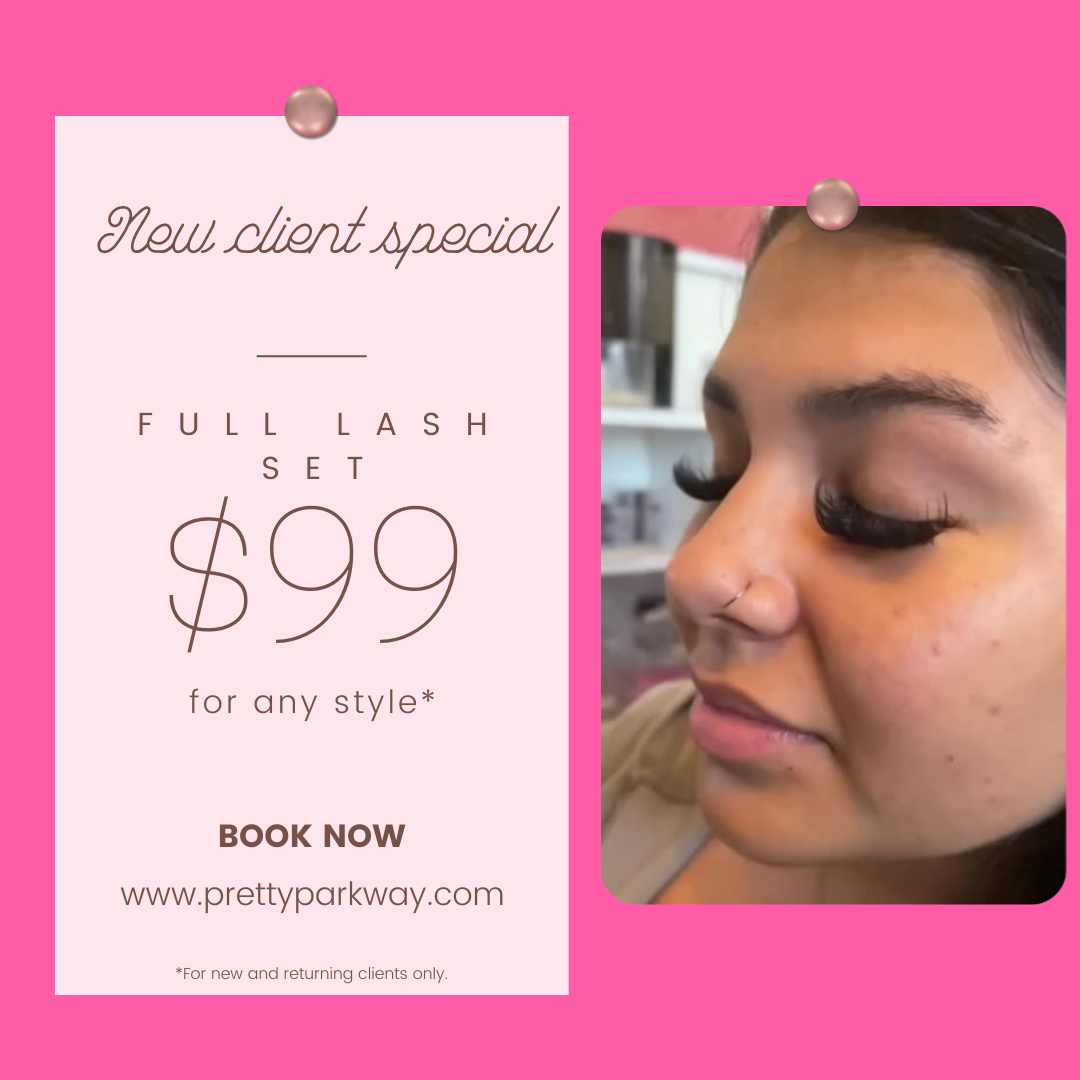 New client special
FULL LASH
SET
$99
for any style*
BOOK NOW
www.prettyparkway.com
*For new and returning clients only.